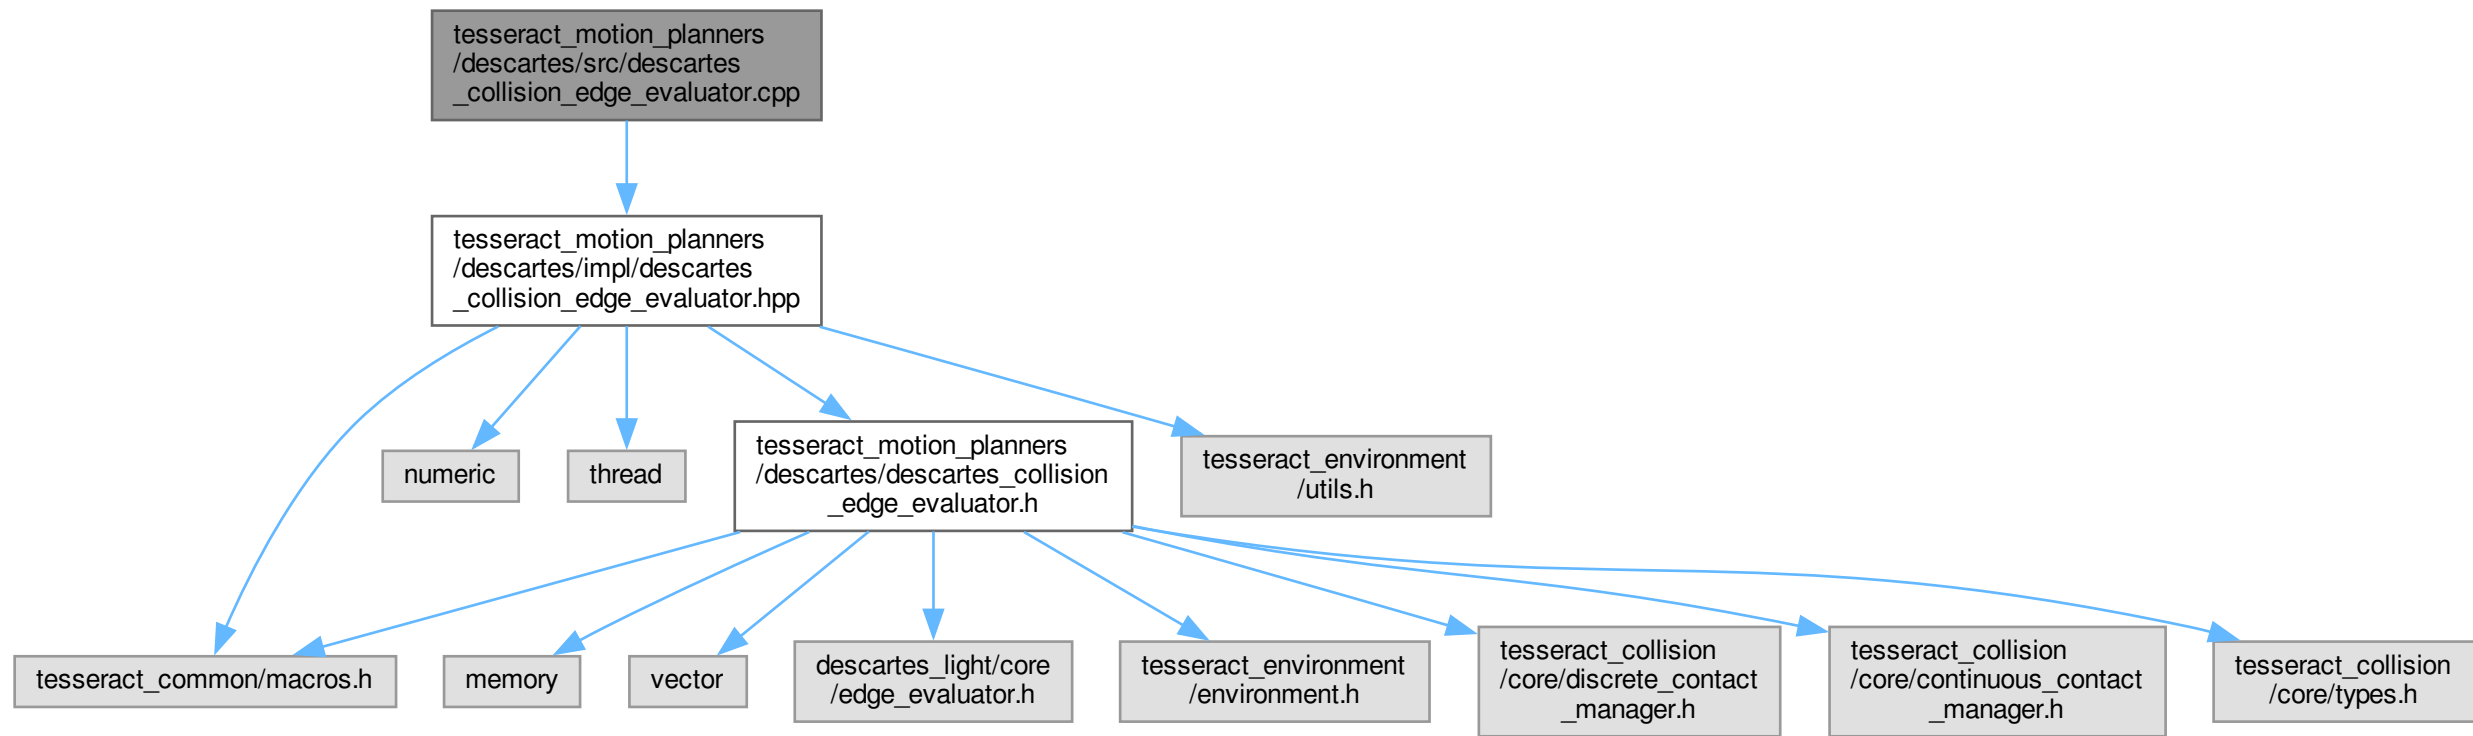 tesseract_motion_planners
/descartes/src/descartes
_collision_edge_evaluator.cpp
tesseract_motion_planners
/descartes/impl/descartes
_collision_edge_evaluator.hpp
numeric
thread
tesseract_motion_planners
/descartes/descartes_collision
_edge_evaluator.h
tesseract_environment
/utils.h
tesseract_common/macros.h
memory
vector
descartes_light/core
/edge_evaluator.h
tesseract_environment
/environment.h
tesseract_collision
/core/discrete_contact
_manager.h
tesseract_collision
/core/continuous_contact
_manager.h
tesseract_collision
/core/types.h